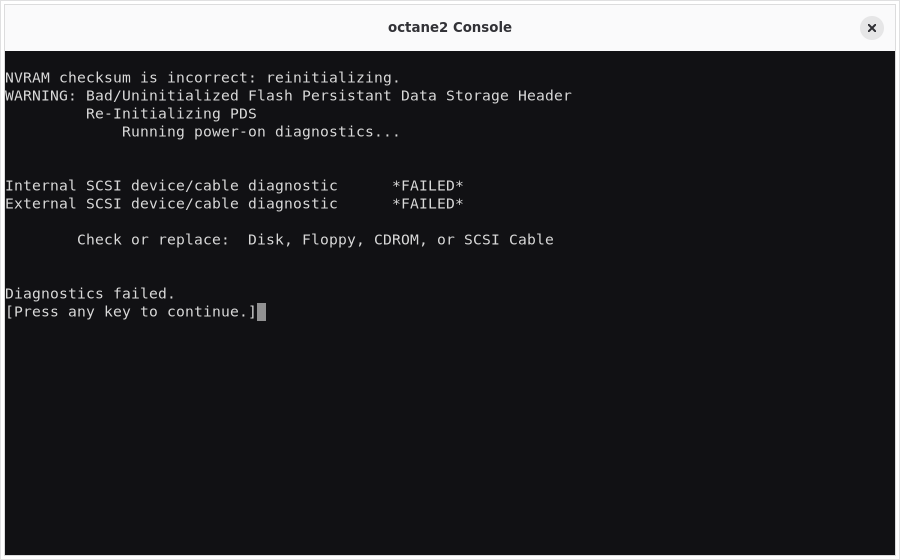 octane2 Console
NVRAM checksum is incorrect: reinitializing.
WARNING: Bad/Uninitialized Flash Persistant Data Storage Header
Re-Initializing PDS
Running power-on diagnostics...
Internal SCSI device/cable diagnostic      *FAILED*
External SCSI device/cable diagnostic      *FAILED*
Check or replace:  Disk, Floppy, CDROM, or SCSI Cable
Diagnostics failed.
[Press any key to continue.]